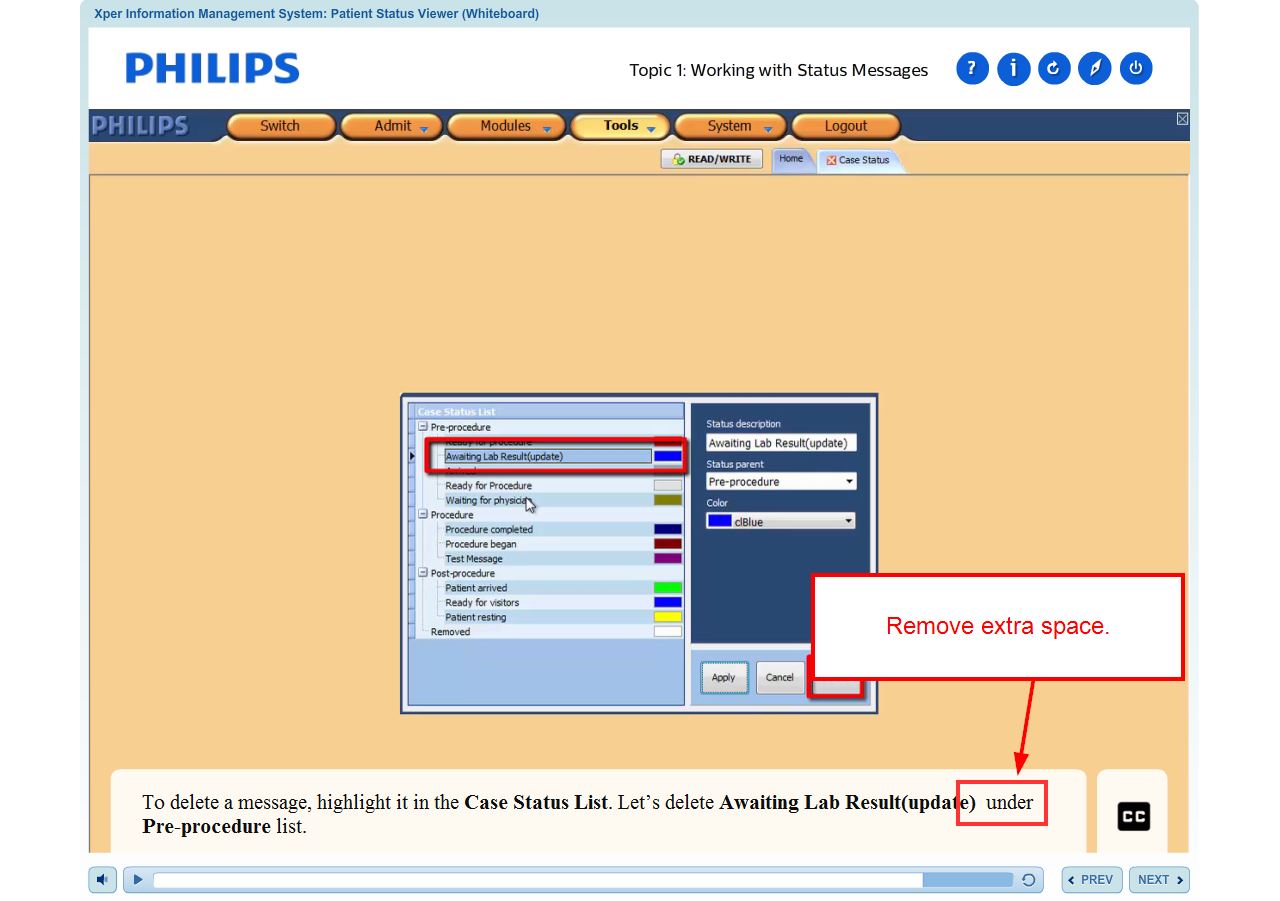 Xper Information Management System: Patient Status Viewer (Whiteboard)
PHILIPS
Topic 1: Working with Status Messages
?
i
PHILIPS
Switch
Admit
Modules
Tools
System
Logout
READ/WRITE
Home
Case Status
Case Status List
Pre-procedure
Ready for procedure
Awaiting Lab Result(update)
Arrived
Ready for Procedure
Waiting for physician
Procedure
Procedure completed
Procedure began
Test Message
Post-procedure
Patient arrived
Ready for visitors
Patient resting
Removed
Status description
Awaiting Lab Result(update)
Status parent
Pre-procedure
Color
clBlue
Apply
Cancel
Remove extra space.
To delete a message, highlight it in the Case Status List. Let’s delete Awaiting Lab Result(update)  under
Pre-procedure list.
CC
PREV
NEXT